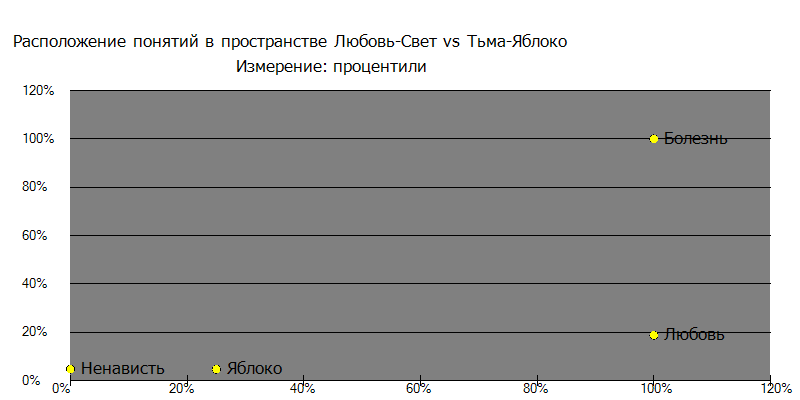 Расположение понятий в пространстве Любовь-Свет vs Тьма-Яблоко
Измерение: процентили
120%
100%
Болезнь
80%
60%
40%
20%
Любовь
Ненависть
Яблоко
0%
0%
20%
40%
60%
80%
100%
120%